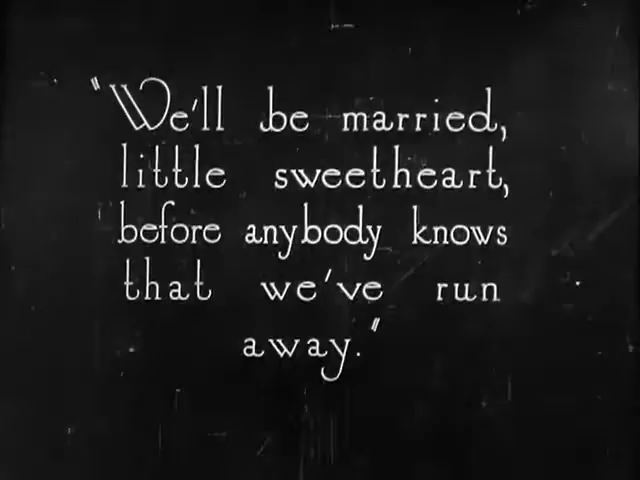 "We'll be married,
little sweetheart,
before anybody knows
that we've run
away."